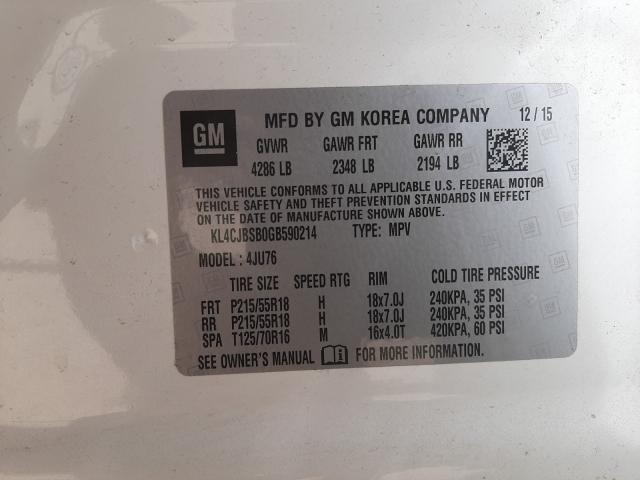 GM MFD BY GM KOREA COMPANY 12 / 15
GVWR GAWR FRT GAWR RR
4286 LB 2348 LB 2194 LB
THIS VEHICLE CONFORMS TO ALL APPLICABLE U.S. FEDERAL MOTOR
VEHICLE SAFETY AND THEFT PREVENTION STANDARDS IN EFFECT
ON THE DATE OF MANUFACTURE SHOWN ABOVE.
KL4CJBSB0GB590214 TYPE: MPV
MODEL : 4JU76
TIRE SIZE SPEED RTG RIM COLD TIRE PRESSURE
FRT P215/55R18 H 18x7.0J 240KPA, 35 PSI
RR P215/55R18 H 18x7.0J 240KPA, 35 PSI
SPA T125/70R16 M 16x4.0T 420KPA, 60 PSI
SEE OWNER'S MANUAL FOR MORE INFORMATION.